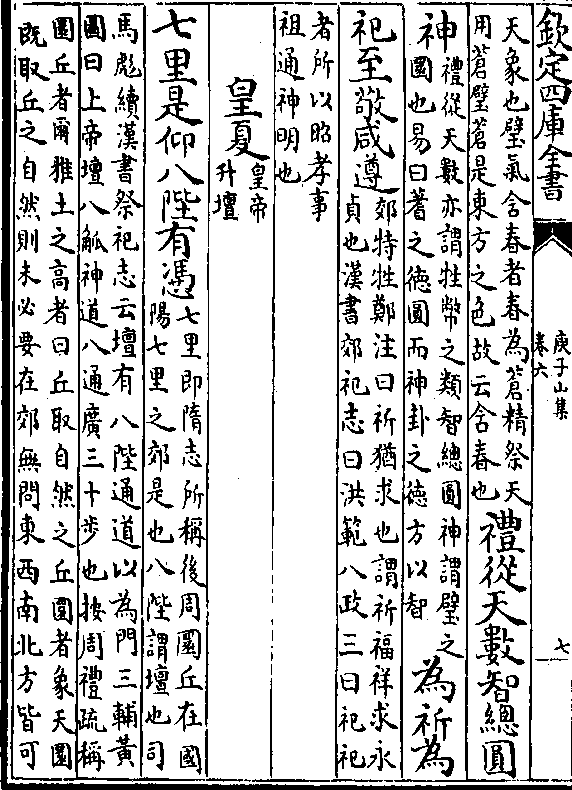 欽定四庫全書
庾子山集
卷六
七
天象也璧氣含春者春為蒼精祭天
用蒼璧蒼是東方之色故云含春也
禮從天數智總圓
神
禮從天數亦謂牲幣之類智總圓神謂璧之
圓也易曰蓍之德圓而神卦之德方以智
為祈為
祀至敬咸遵
郊特牲鄭注曰祈猶求也謂祈福祥求永
貞也漢書郊祀志曰洪範八政三曰祀祀
者所以昭孝事
祖通神明也
皇夏
皇帝
升壇
七里是仰八陛有憑
七里即隋志所稱後周圜丘在國
陽七里之郊是也八陛謂壇也司
馬彪續漢書祭祀志云壇有八陛通道以為門三輔黃
圖曰上帝壇八觚神道八通廣三十步也按周禮疏稱
圜丘者爾雅土之高者曰丘取自然之丘圜者象天圜
既取丘之自然則未必要在郊無問東西南北方皆可